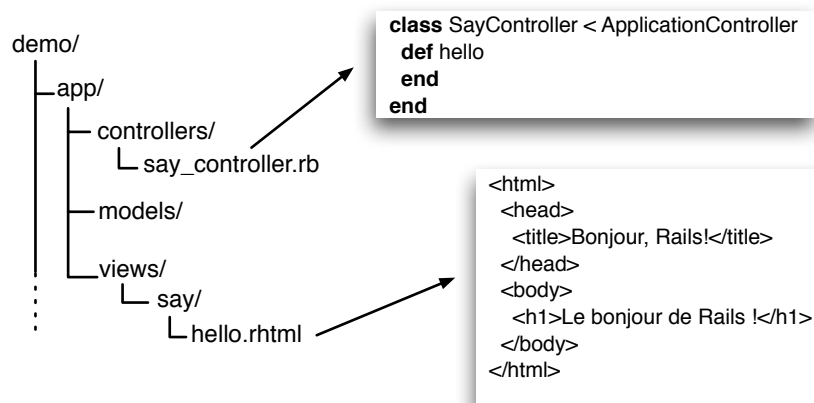 demo/
app/
controllers/
say_controller.rb
models/
views/
say/
hello.rhtml
class SayController < ApplicationController
def hello
end
end
<html>
<head>
<title>Bonjour, Rails!</title>
</head>
<body>
<h1>Le bonjour de Rails !</h1>
</body>
</html>